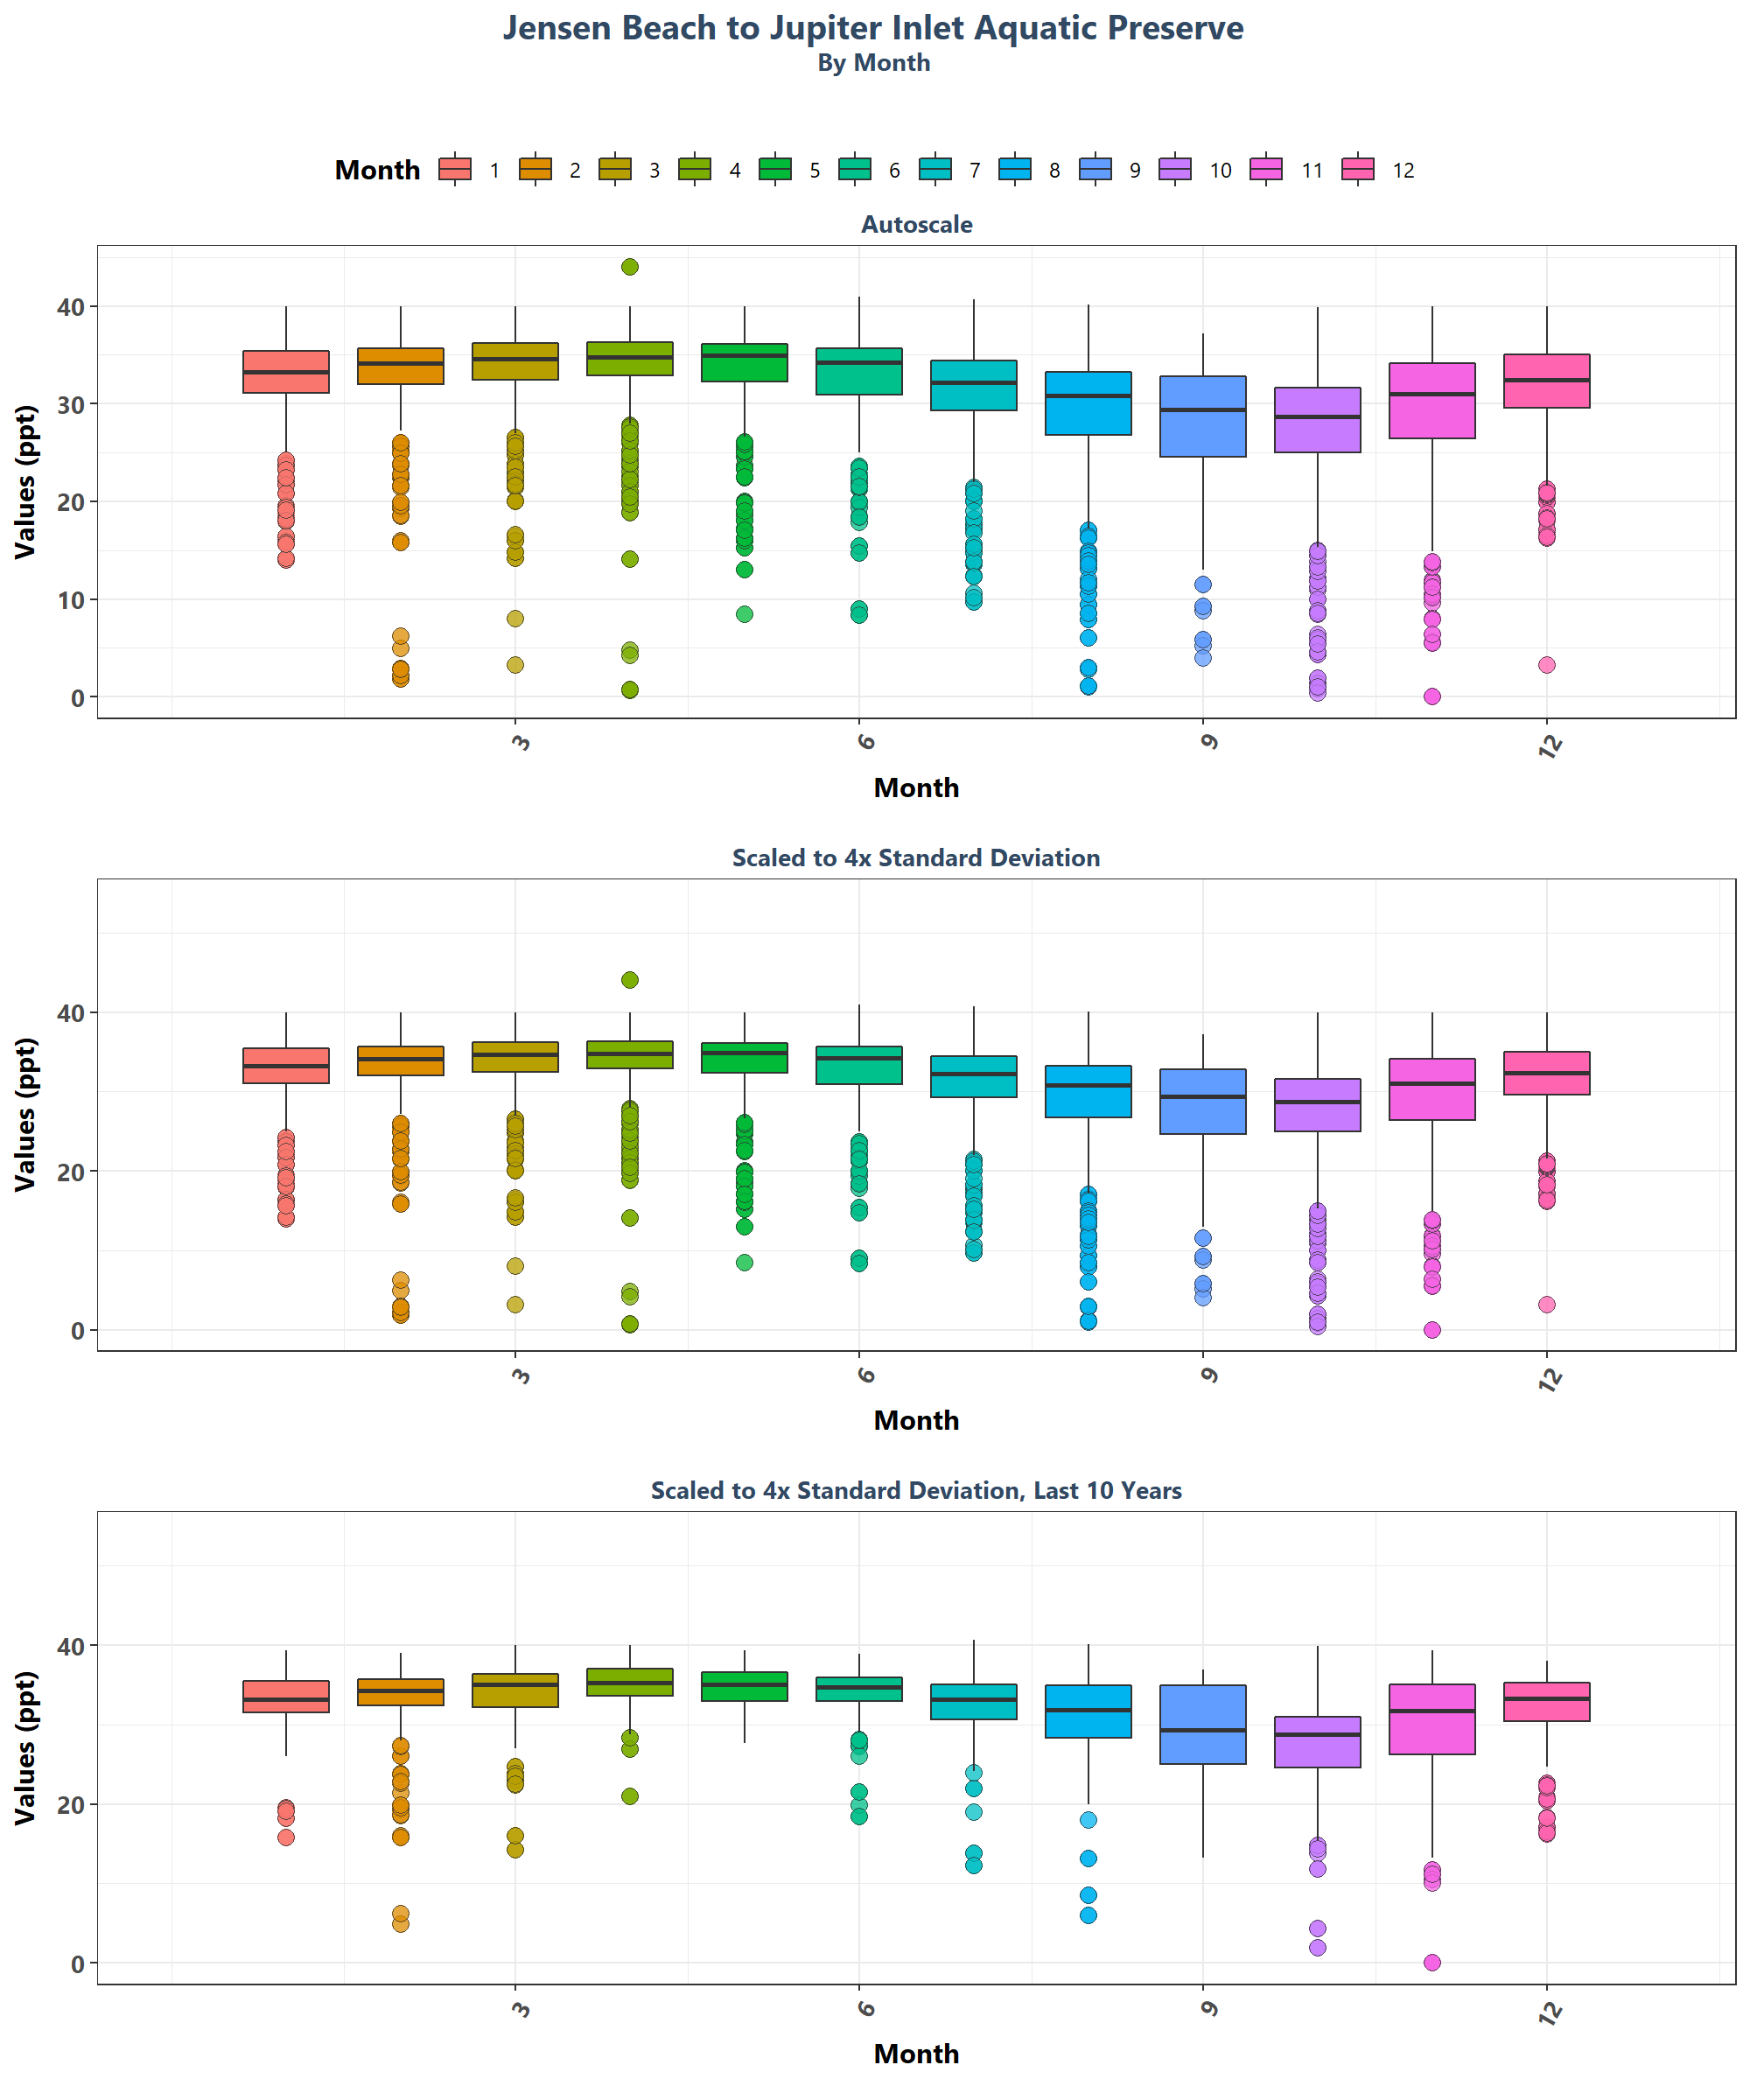 Jensen Beach to Jupiter Inlet Aquatic Preserve
By Month
Month 1 2 3 4 5 6 7 8 9 10 11 12
Autoscale
Values (ppt)
40
30
20
10
0
3 6 9 12
Month
Scaled to 4x Standard Deviation
Values (ppt)
40
20
0
3 6 9 12
Month
Scaled to 4x Standard Deviation, Last 10 Years
Values (ppt)
40
20
0
3 6 9 12
Month